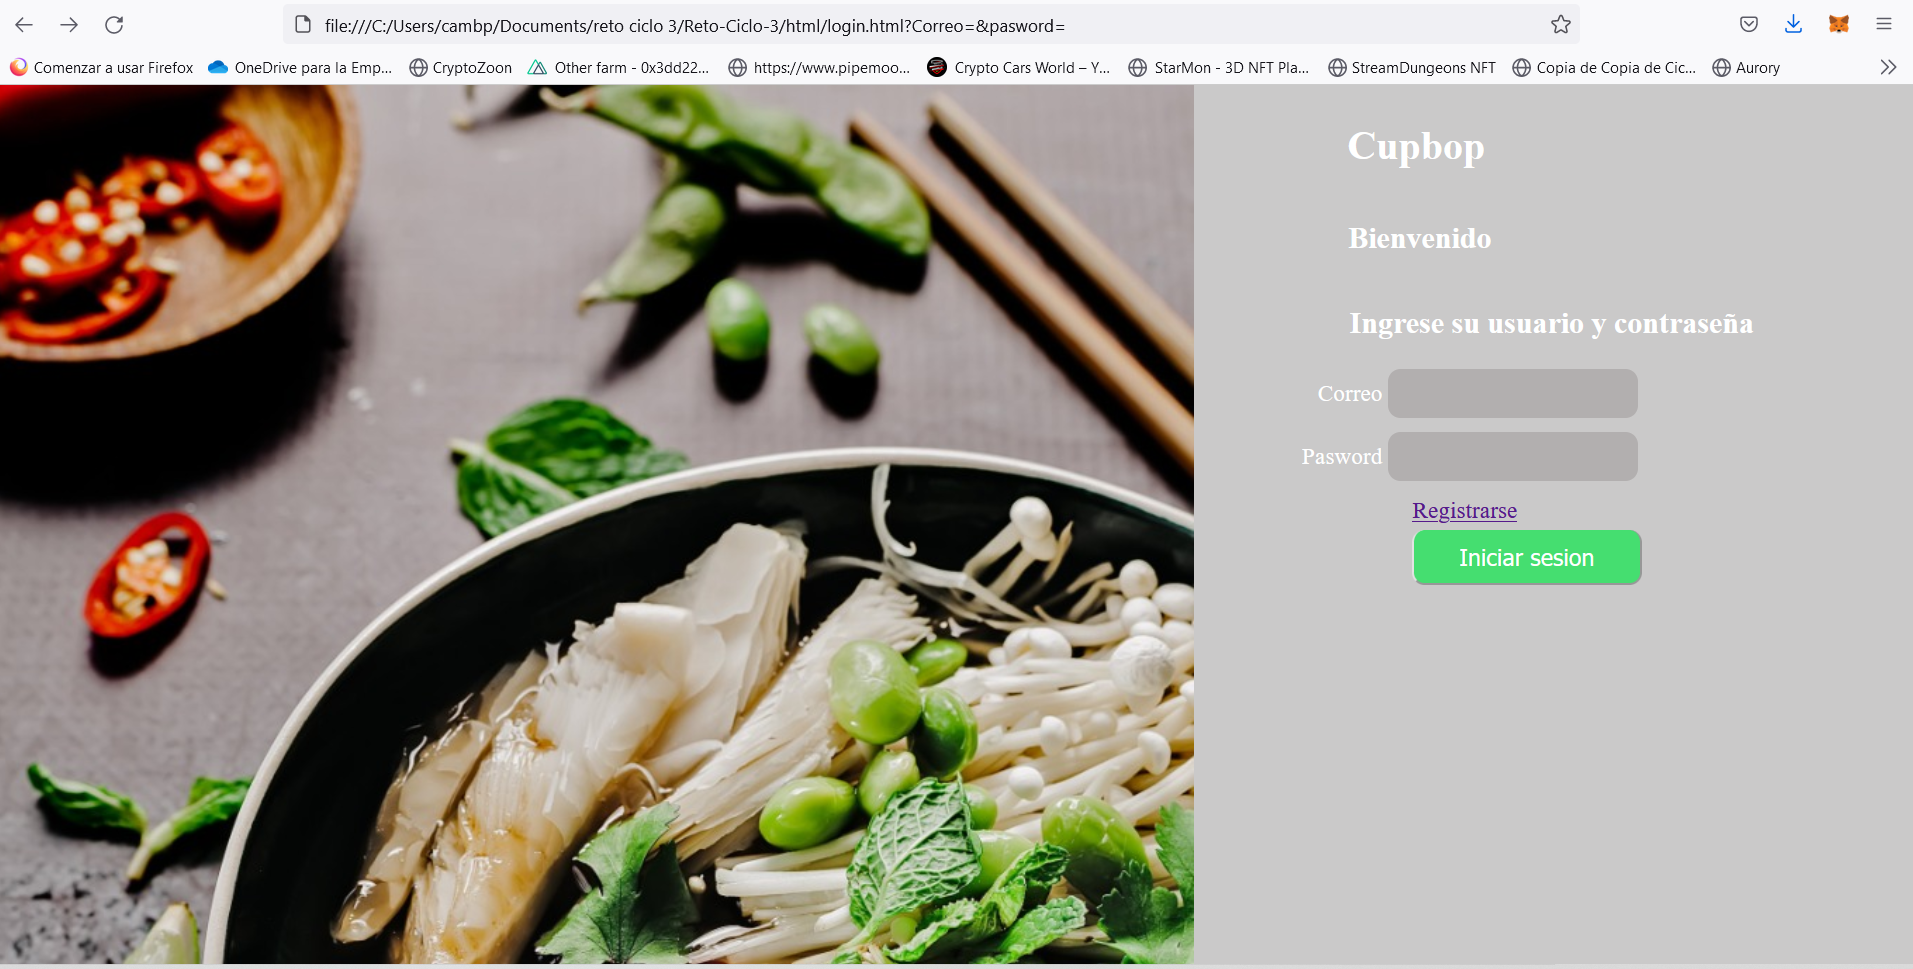 file:///C:/Users/cambp/Documents/reto ciclo 3/Reto-Ciclo-3/html/login.html?Correo=&pasword=
Comenzar a usar Firefox OneDrive para la Emp... CryptoZoon Other farm - 0x3dd22... https://www.pipemoo... Crypto Cars World – Y... StarMon - 3D NFT Pla... StreamDungeons NFT Copia de Copia de Cic... Aurory
Cupbop
Bienvenido
Ingrese su usuario y contraseña
Correo
Pasword
Registrarse
Iniciar sesion